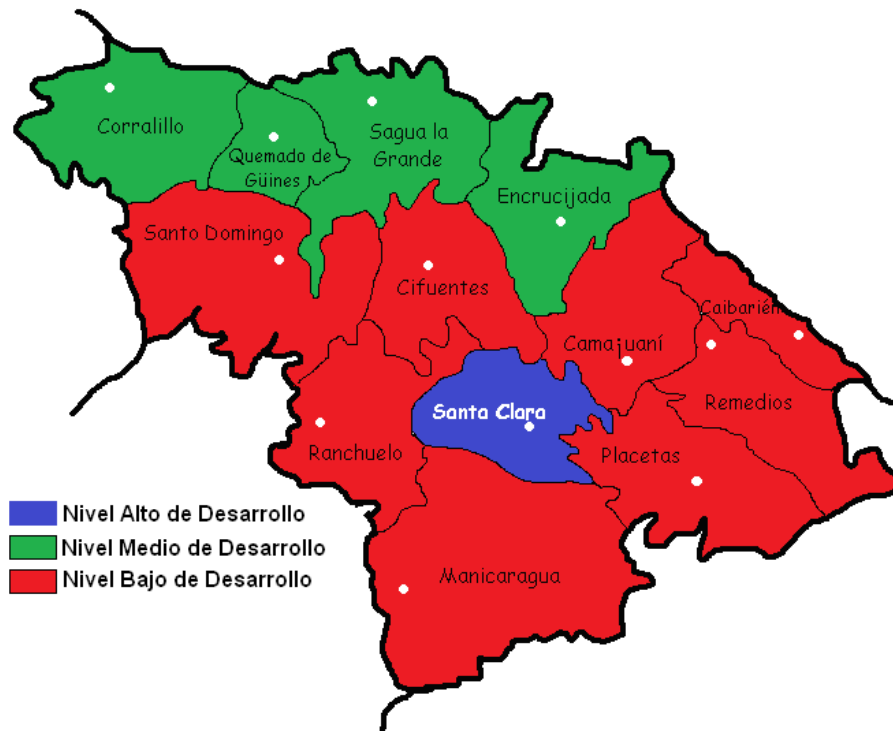 Corralillo
Quemado de
Güines
Sagua la
Grande
Encrucijada
Santo Domingo
Cifuentes
Caibarién
Camajuaní
Remedios
Santa Clara
Ranchuelo
Placetas
Manicaragua
Nivel Alto de Desarrollo
Nivel Medio de Desarrollo
Nivel Bajo de Desarrollo